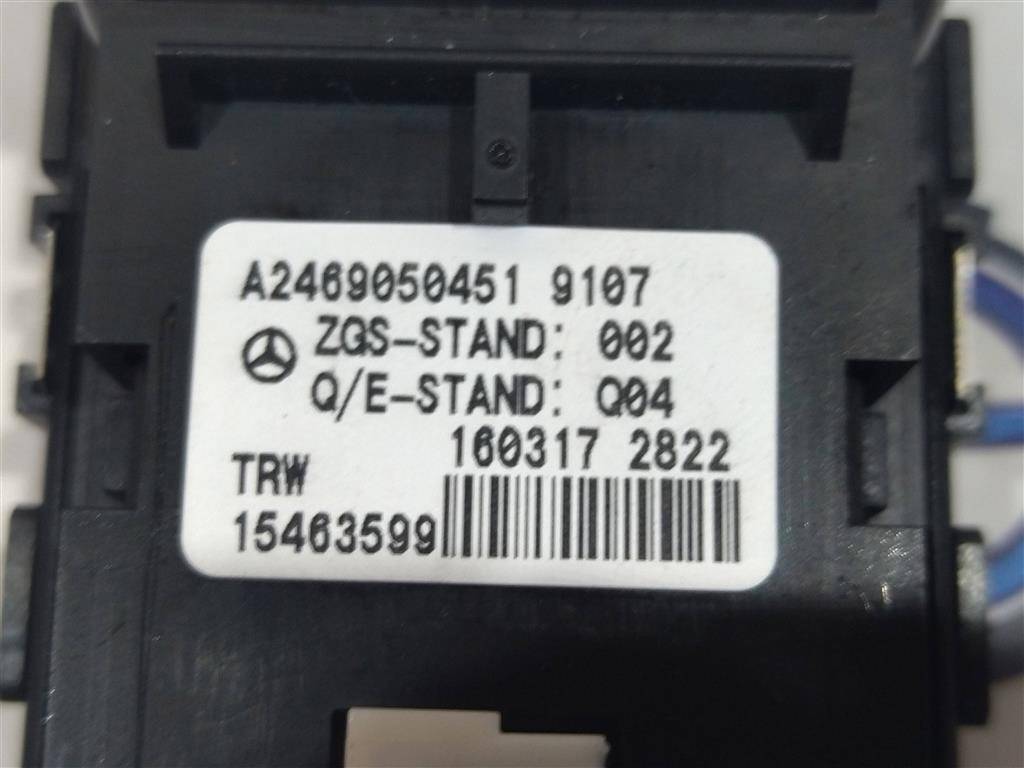 A2469050451 9107
ZGS-STAND: 002
Q/E-STAND: Q04
160317 2822
TRW
15463599